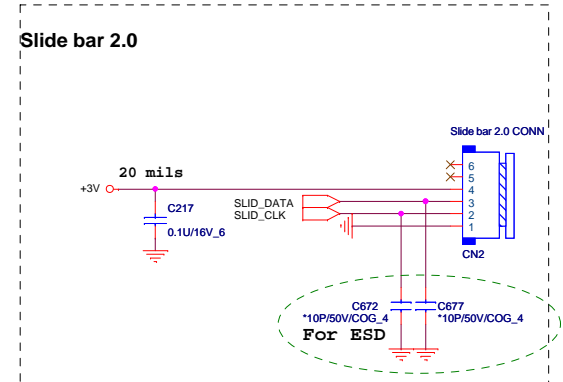 Slide bar 2.0
Slide bar 2.0 CONN
20 mils
+3V
6
5
4
3
2
1
SLID_DATA
SLID_CLK
C217
0.1U/16V_6
CN2
C672
*10P/50V/COG_4
C677
*10P/50V/COG_4
For ESD